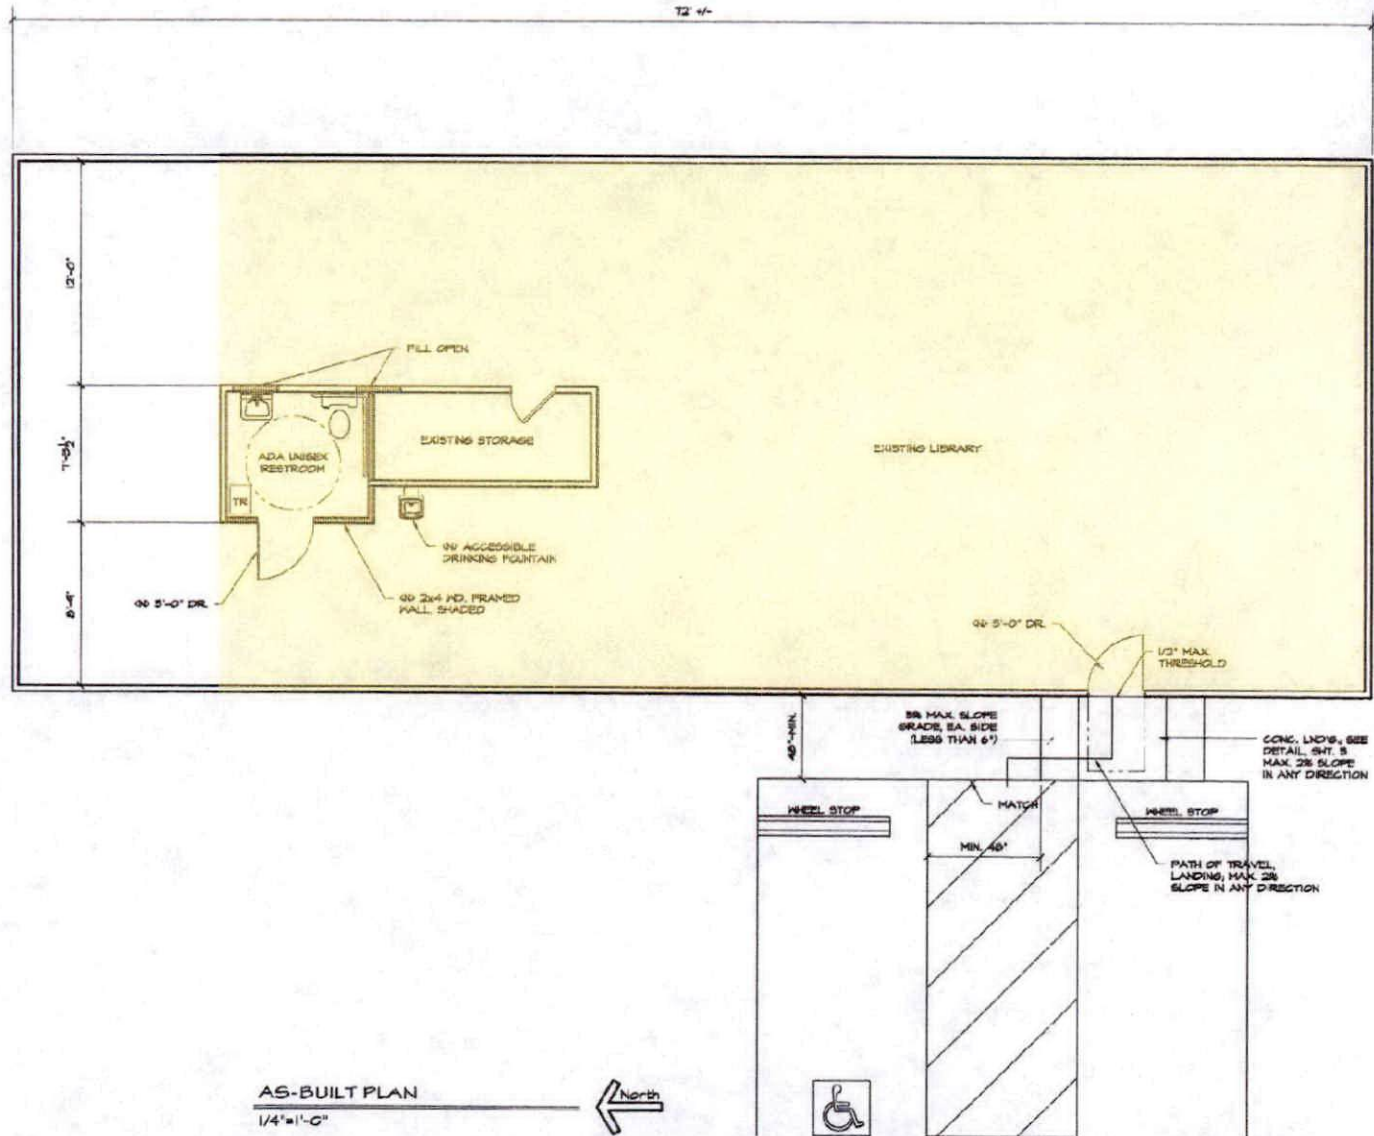 72' +/-
12'-0"
FILL OPEN
7'-3½"
EXISTING STORAGE
EXISTING LIBRARY
ADA UNISEX
RESTROOM
TR
(N) ACCESSIBLE
DRINKING FOUNTAIN
(N) 3'-0" DR.
(N) 2x4 WD. FRAMED
WALL, SHADED
8'-9"
(N) 3'-0" DR.
1/2" MAX.
THRESHOLD
48" MIN.
5% MAX. SLOPE
GRADE, EA. SIDE
(LESS THAN 6")
CONC. LND'G., SEE
DETAIL, SHT. 3
MAX. 2% SLOPE
IN ANY DIRECTION
WHEEL STOP
MATCH
WHEEL STOP
MIN. 48"
PATH OF TRAVEL,
LANDING; MAX. 2%
SLOPE IN ANY DIRECTION
AS-BUILT PLAN
1/4"=1'-0"
North